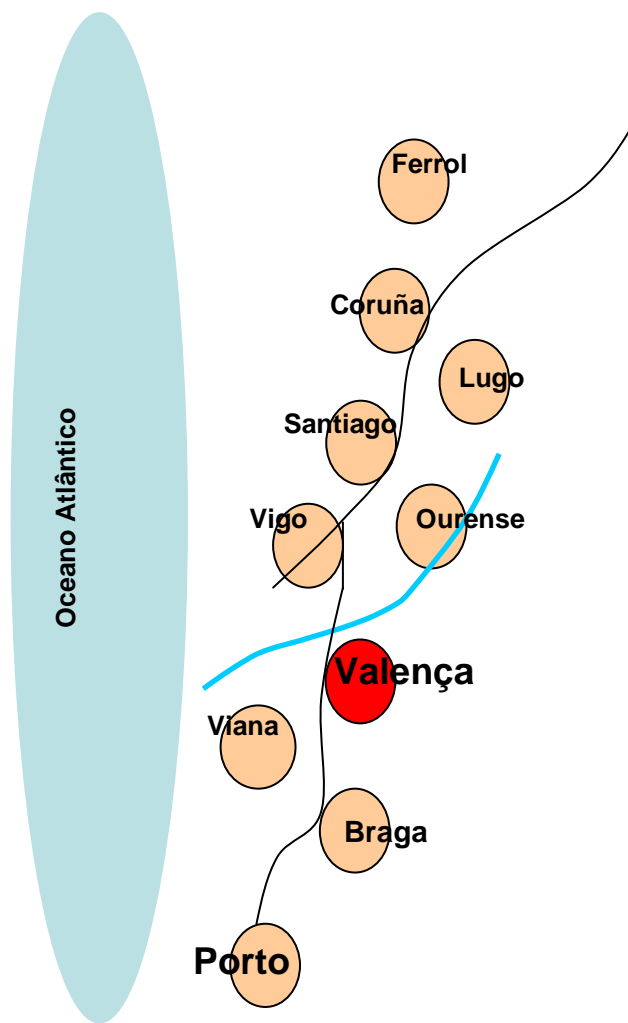 Ferrol
Coruña
Lugo
Santiago
Vigo
Ourense
Oceano Atlântico
Valença
Viana
Braga
Porto